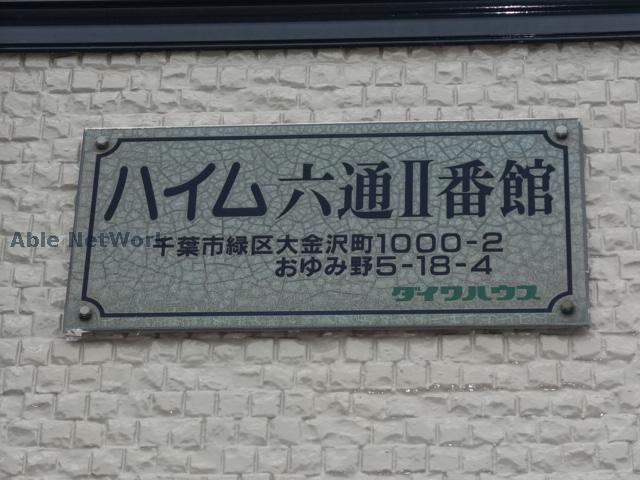 ハイム 六通Ⅱ番館
Able NetWork
千葉市緑区大金沢町1000-2
おゆみ野5-18-4
ダイワハウス